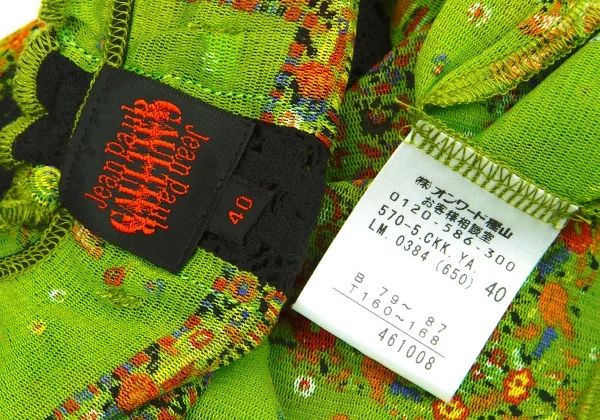 Jean paul
GAULTIER
Jean paul
GAULTIER
40
㈱オンワード樫山
お客様相談室
0120-586-300
570-5.CKK.YA.
LM. 0384 (650) 40
B 79〜 87
T160〜168
461008